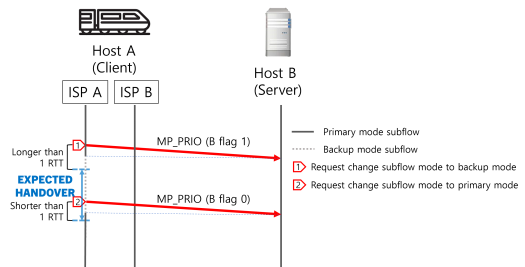 Host A
(Client)
Host B
(Server)
ISP A
ISP B
1
MP_PRIO (B flag 1)
Longer than
1 RTT
EXPECTED
HANDOVER
2
MP_PRIO (B flag 0)
Shorter than
1 RTT
Primary mode subflow
Backup mode subflow
1 Request change subflow mode to backup mode
2 Request change subflow mode to primary mode